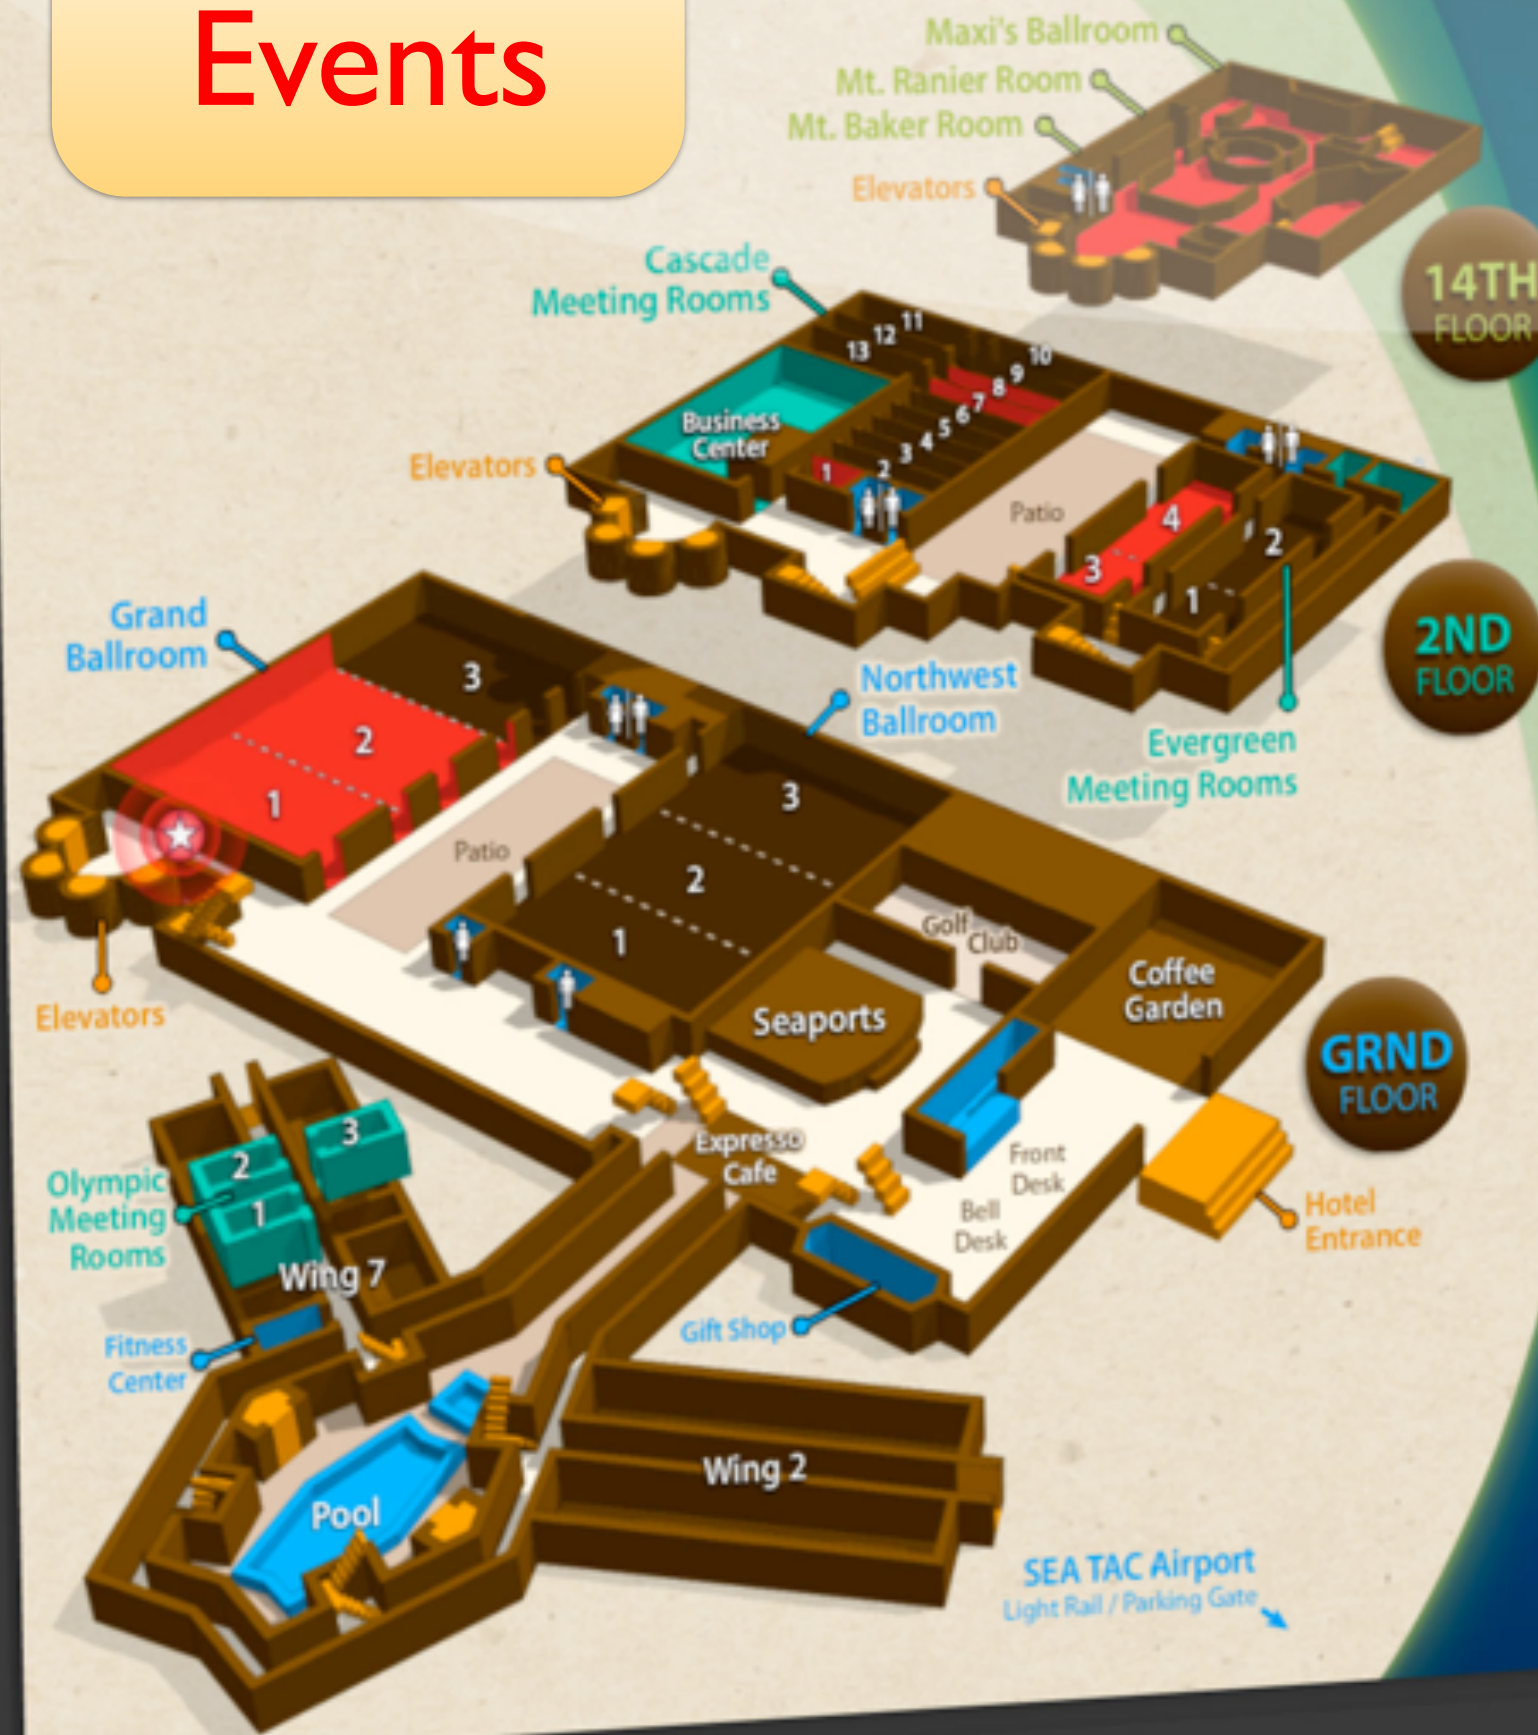 Events
Maxi's Ballroom
Mt. Ranier Room
Mt. Baker Room
Elevators
14TH
FLOOR
Cascade
Meeting Rooms
11
12
13
10
9
8
7
6
5
4
3
2
1
Business
Center
Elevators
Patio
4
3
2
1
2ND
FLOOR
Evergreen
Meeting Rooms
Grand
Ballroom
3
2
1
Northwest
Ballroom
3
2
1
Patio
Elevators
Golf
Club
Coffee
Garden
Seaports
GRND
FLOOR
Expresso
Cafe
Front
Desk
Bell
Desk
Hotel
Entrance
Gift Shop
Olympic
Meeting
Rooms
3
2
1
Wing 7
Fitness
Center
Pool
Wing 2
SEA TAC Airport
Light Rail / Parking Gate